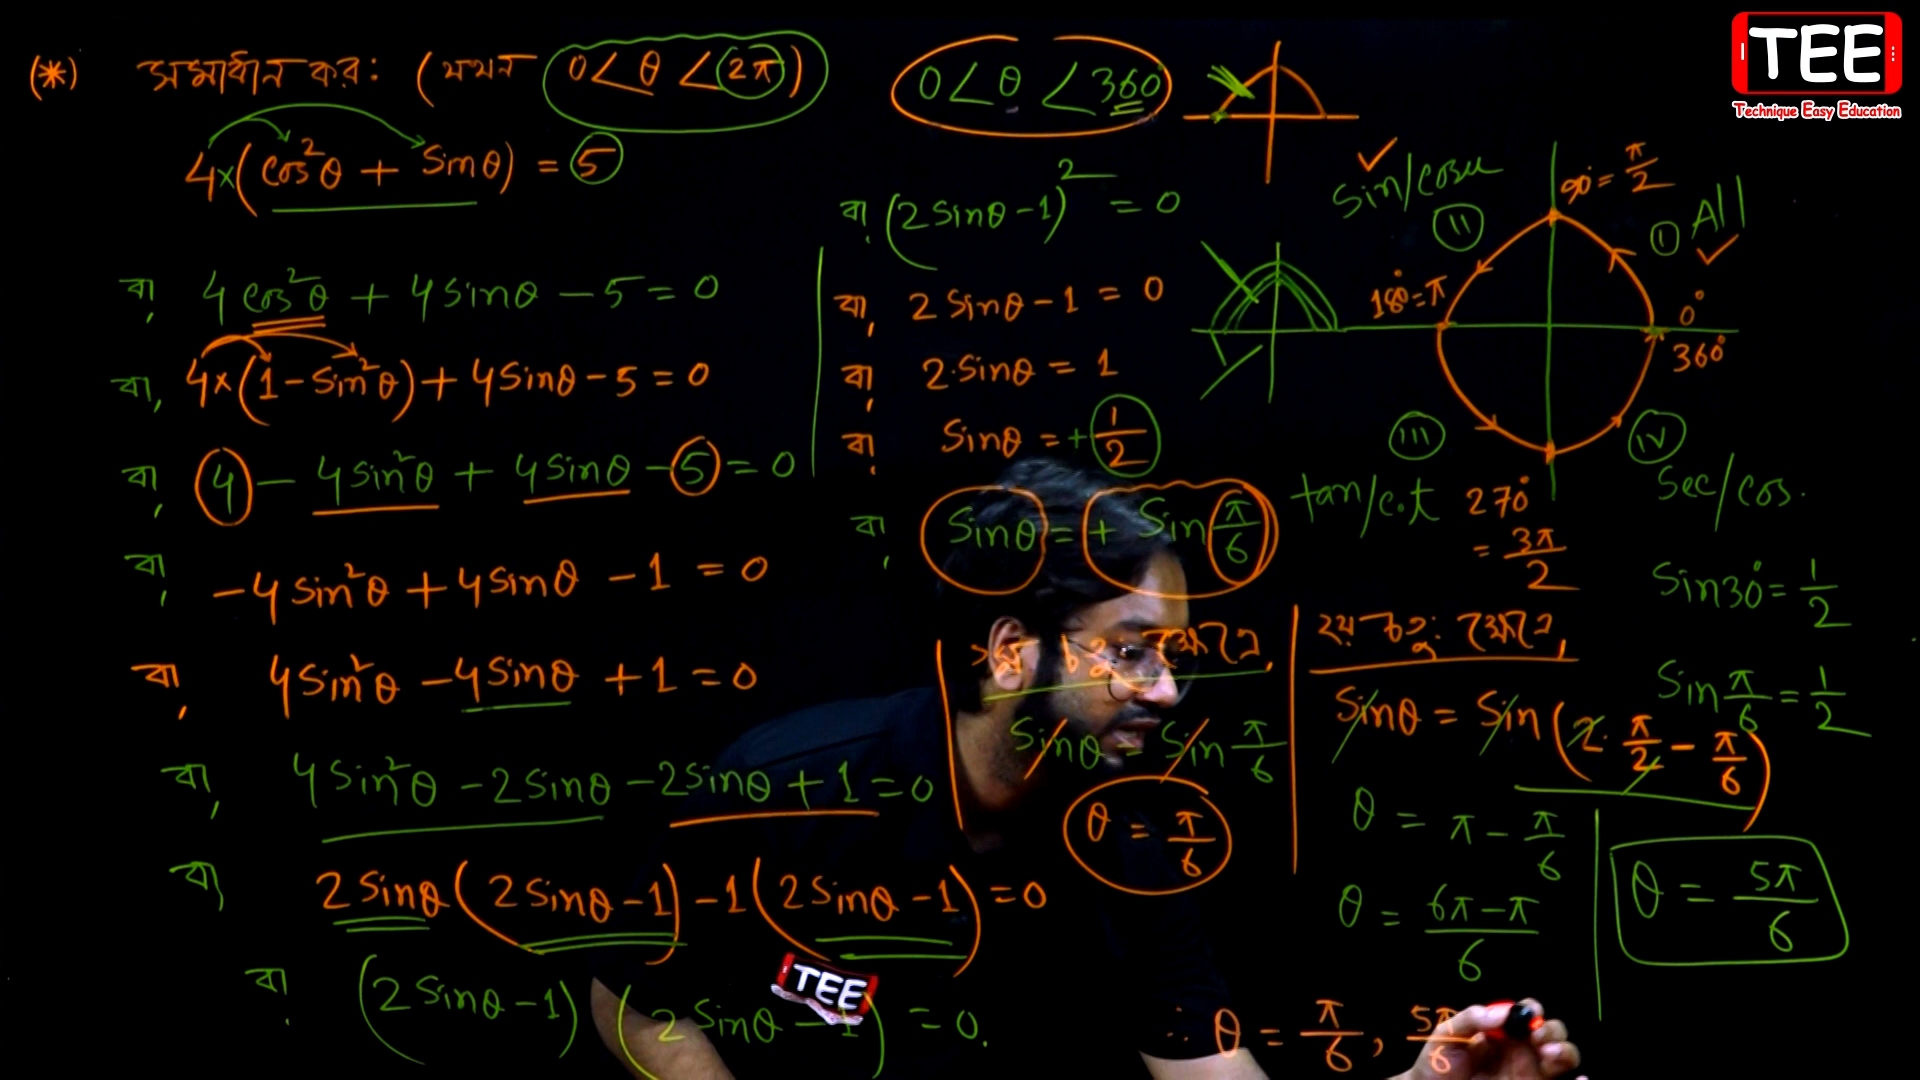 TEE
Technique Easy Education
(*) সমাধান কর: (যখন 0 < θ < 2π)
0 < θ < 360°
4×(cos²θ + sinθ) = 5
বা, 4cos²θ + 4sinθ − 5 = 0
বা, 4×(1 − sin²θ) + 4sinθ − 5 = 0
বা, 4 − 4sin²θ + 4sinθ − 5 = 0
বা, −4sin²θ + 4sinθ − 1 = 0
বা, 4sin²θ − 4sinθ + 1 = 0
বা, 4sin²θ − 2sinθ − 2sinθ + 1 = 0
বা 2sinθ(2sinθ − 1) − 1(2sinθ − 1) = 0
বা (2sinθ − 1)(2sinθ − 1) = 0.
বা, (2sinθ − 1)² = 0
বা, 2sinθ − 1 = 0
বা, 2·sinθ = 1
বা, sinθ = +1/2
বা, sinθ = + sin π/6
sinθ = sin π/6
θ = π/6
২য় চতু: ক্ষেত্রে,
sinθ = sin(2·π/2 − π/6)
θ = π − π/6
θ = (6π − π)/6
θ = 5π/6
∴ θ = π/6, 5π/6
sin/cosec
II
90° = π/2
I
All
180° = π
0°
360°
III
IV
tan/cot
270°
= 3π/2
sec/cos.
sin30° = 1/2
sin π/6 = 1/2
TEE